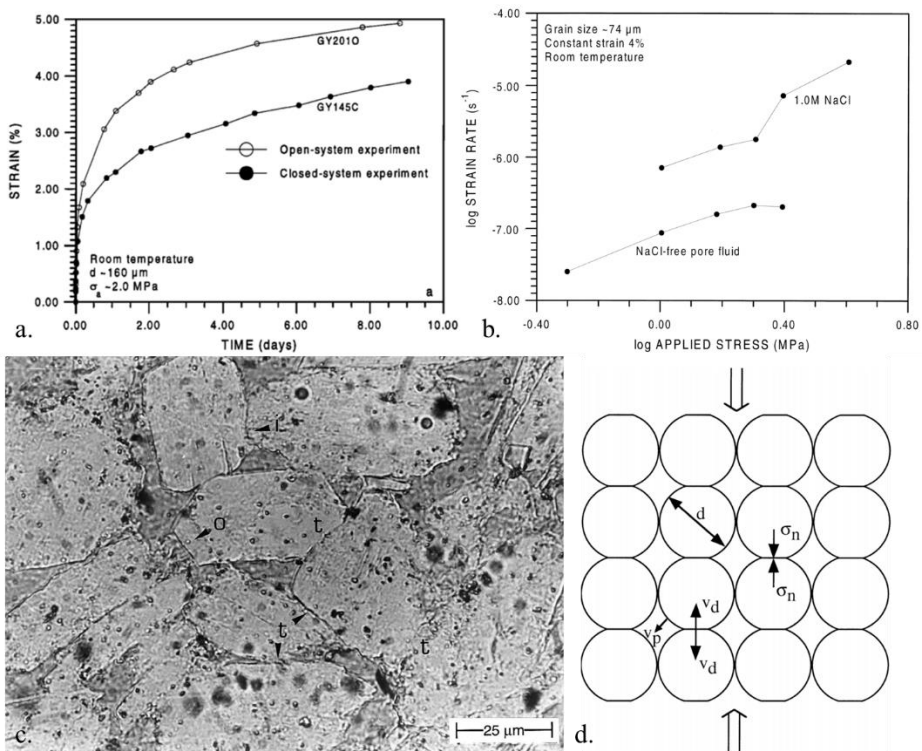 5.00
4.00
3.00
2.00
1.00
0.00
STRAIN (%)
GY201O
GY145C
Open-system experiment
Closed-system experiment
Room temperature
d ~160 µm
σa ~2.0 MPa
a
0.00 2.00 4.00 6.00 8.00 10.00
TIME (days)
a.
-4.00
-5.00
-6.00
-7.00
-8.00
log STRAIN RATE (s-1)
Grain size ~74 µm
Constant strain 4%
Room temperature
1.0M NaCl
NaCl-free pore fluid
-0.40 0.00 0.40 0.80
log APPLIED STRESS (MPa)
b.
O
t
t
t
25 µm
c.
d
σn
σn
vd
vp
vd
d.